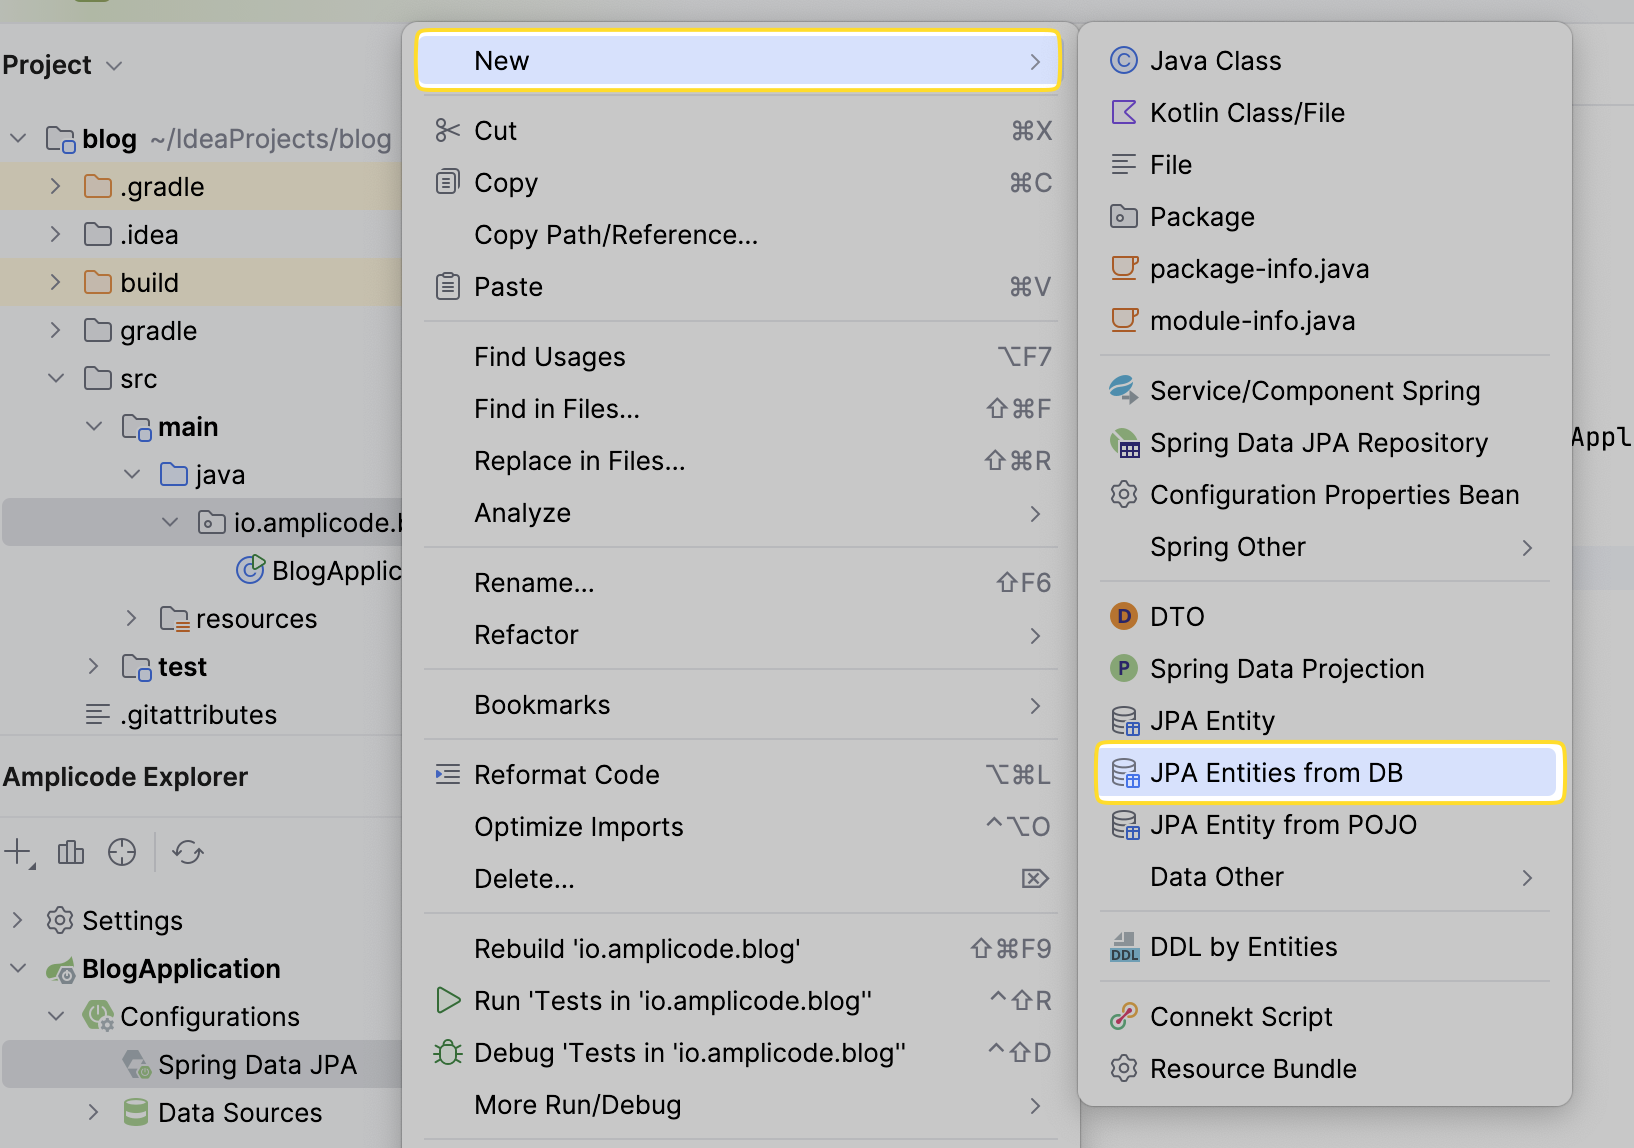 Project
blog ~/IdeaProjects/blog
.gradle
.idea
build
gradle
src
main
java
io.amplicode.b
BlogApplic
resources
test
.gitattributes
Amplicode Explorer
Settings
BlogApplication
Configurations
Spring Data JPA
Data Sources
New
Cut ⌘X
Copy ⌘C
Copy Path/Reference...
Paste ⌘V
Find Usages ⌥F7
Find in Files... ⇧⌘F
Replace in Files... ⇧⌘R
Analyze
Rename... ⇧F6
Refactor
Bookmarks
Reformat Code ⌥⌘L
Optimize Imports ⌃⌥O
Delete... ⌦
Rebuild 'io.amplicode.blog' ⇧⌘F9
Run 'Tests in 'io.amplicode.blog'' ⌃⇧R
Debug 'Tests in 'io.amplicode.blog'' ⌃⇧D
More Run/Debug
Java Class
Kotlin Class/File
File
Package
package-info.java
module-info.java
Service/Component Spring
Spring Data JPA Repository
Configuration Properties Bean
Spring Other
DTO
Spring Data Projection
JPA Entity
JPA Entities from DB
JPA Entity from POJO
Data Other
DDL DDL by Entities
Connekt Script
Resource Bundle
Appl